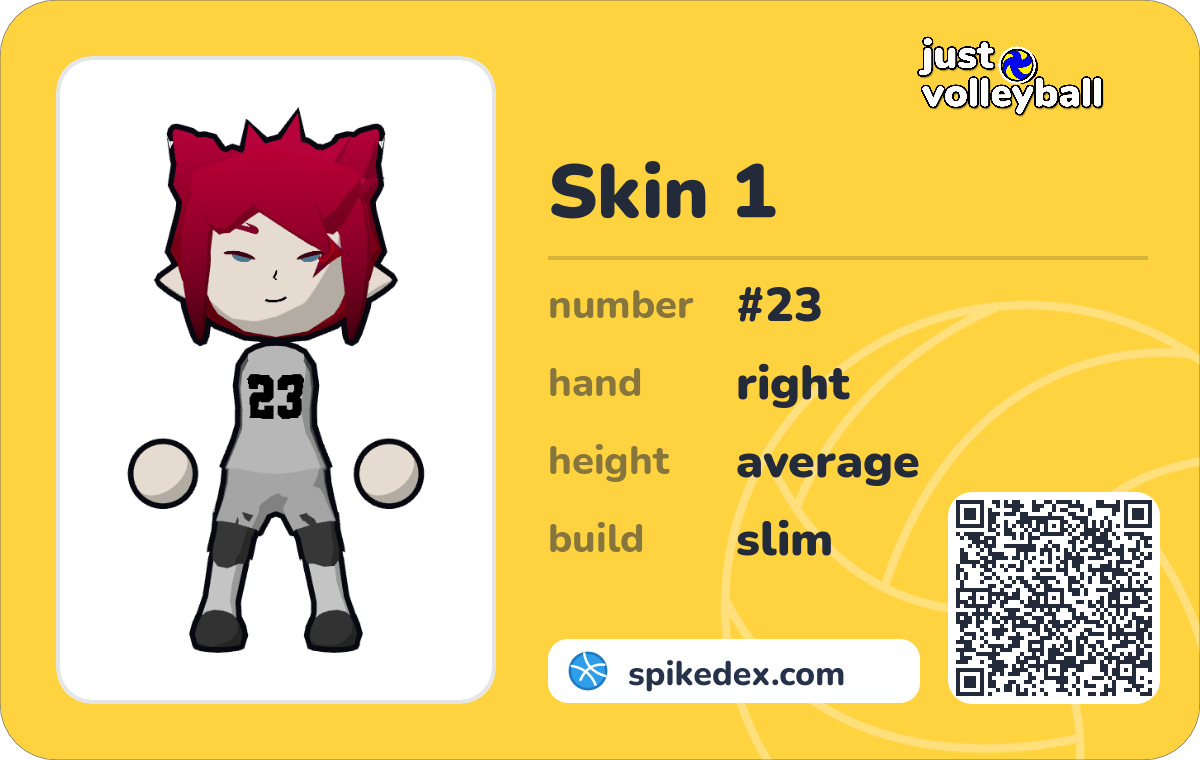 just
volleyball
Skin 1
number #23
hand right
height average
build slim
23
spikedex.com